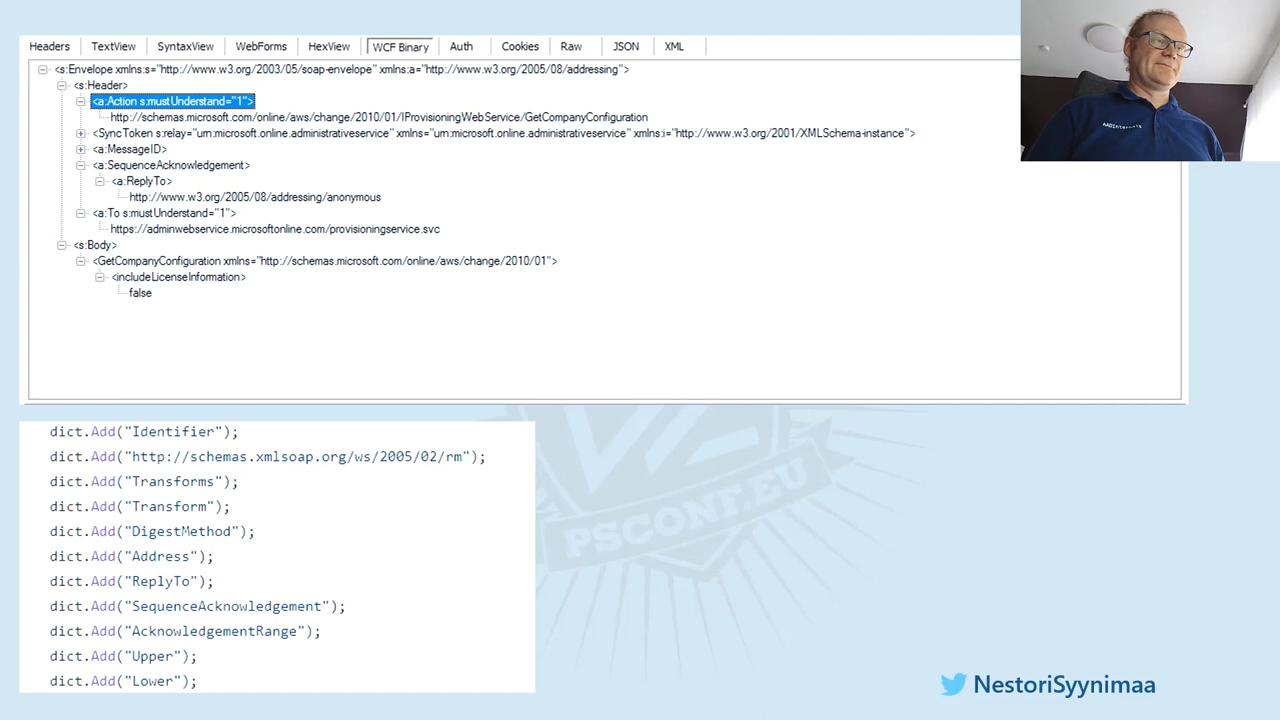 Headers TextView SyntaxView WebForms HexView WCF Binary Auth Cookies Raw JSON XML
<s:Envelope xmlns:s="http://www.w3.org/2003/05/soap-envelope" xmlns:a="http://www.w3.org/2005/08/addressing">
<s:Header>
<a:Action s:mustUnderstand="1">
http://schemas.microsoft.com/online/aws/change/2010/01/IProvisioningWebService/GetCompanyConfiguration
<SyncToken s:relay="urn:microsoft.online.administrativeservice" xmlns="urn:microsoft.online.administrativeservice" xmlns:i="http://www.w3.org/2001/XMLSchema-instance">
<a:MessageID>
<a:SequenceAcknowledgement>
<a:ReplyTo>
http://www.w3.org/2005/08/addressing/anonymous
<a:To s:mustUnderstand="1">
https://adminwebservice.microsoftonline.com/provisioningservice.svc
<s:Body>
<GetCompanyConfiguration xmlns="http://schemas.microsoft.com/online/aws/change/2010/01">
<includeLicenseInformation>
false
AADInternals
dict.Add("Identifier");
dict.Add("http://schemas.xmlsoap.org/ws/2005/02/rm");
dict.Add("Transforms");
dict.Add("Transform");
dict.Add("DigestMethod");
dict.Add("Address");
dict.Add("ReplyTo");
dict.Add("SequenceAcknowledgement");
dict.Add("AcknowledgementRange");
dict.Add("Upper");
dict.Add("Lower");
PSCONF.EU
NestoriSyynimaa